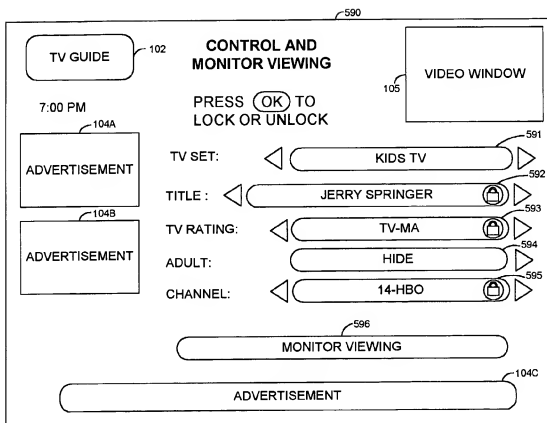 590
TV GUIDE
102
CONTROL AND
MONITOR VIEWING
105
VIDEO WINDOW
7:00 PM
PRESS OK TO
LOCK OR UNLOCK
104A
ADVERTISEMENT
591
TV SET:
KIDS TV
592
TITLE :
JERRY SPRINGER
104B
ADVERTISEMENT
593
TV RATING:
TV-MA
594
ADULT:
HIDE
595
CHANNEL:
14-HBO
596
MONITOR VIEWING
104C
ADVERTISEMENT